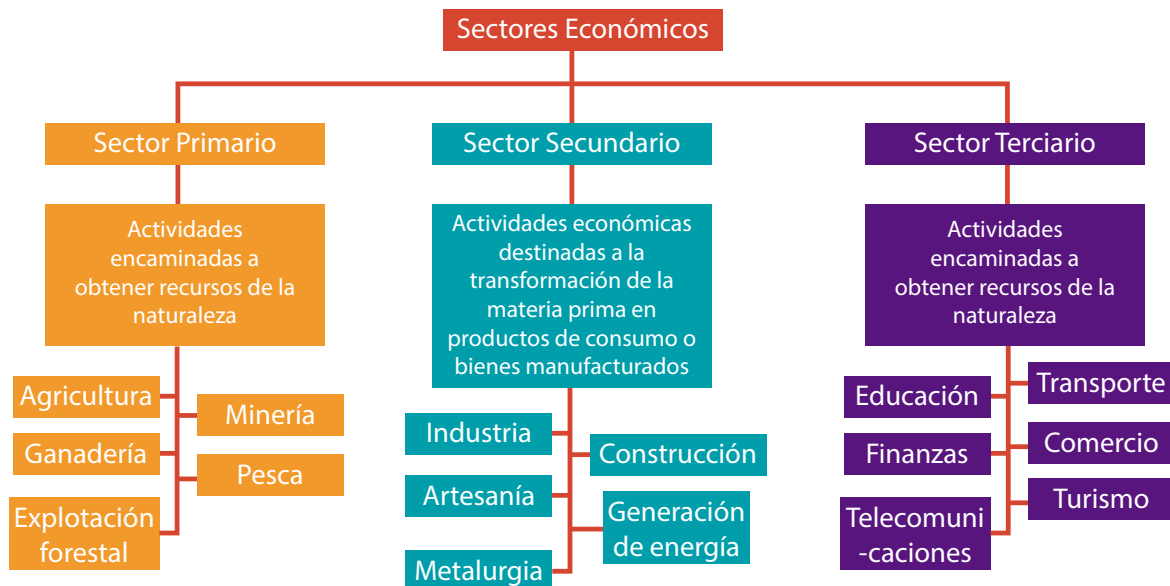 Sectores Económicos
Sector Primario
Actividades
encaminadas a
obtener recursos de la
naturaleza
Agricultura
Minería
Ganadería
Pesca
Explotación
forestal
Sector Secundario
Actividades económicas
destinadas a la
transformación de la
materia prima en
productos de consumo o
bienes manufacturados
Industria
Construcción
Artesanía
Generación
de energía
Metalurgia
Sector Terciario
Actividades
encaminadas a
obtener recursos de la
naturaleza
Educación
Transporte
Finanzas
Comercio
Telecomuni
-caciones
Turismo